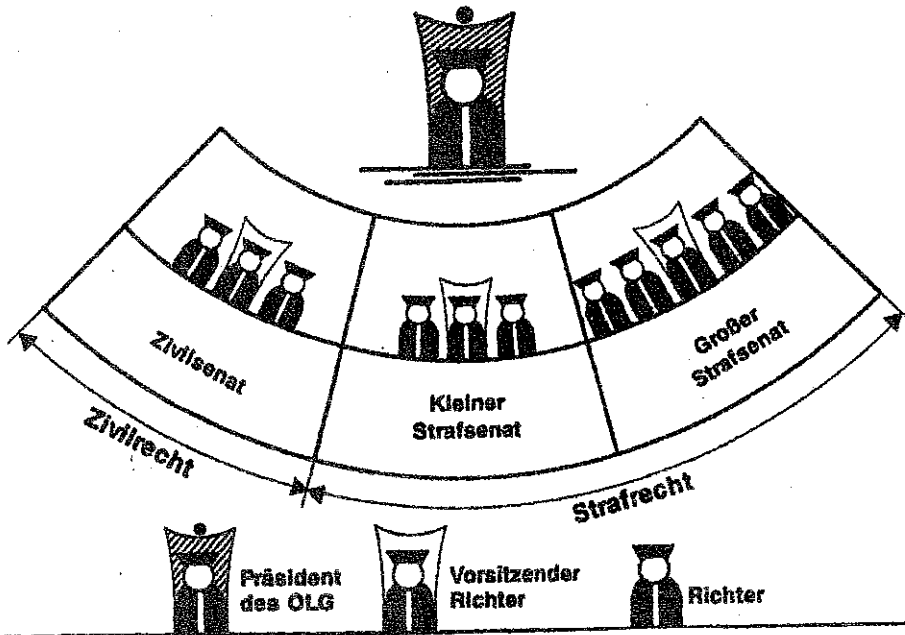 Zivilsenat
Kleiner
Strafsenat
Großer
Strafsenat
Zivilrecht
Strafrecht
Präsident
des OLG
Vorsitzender
Richter
Richter